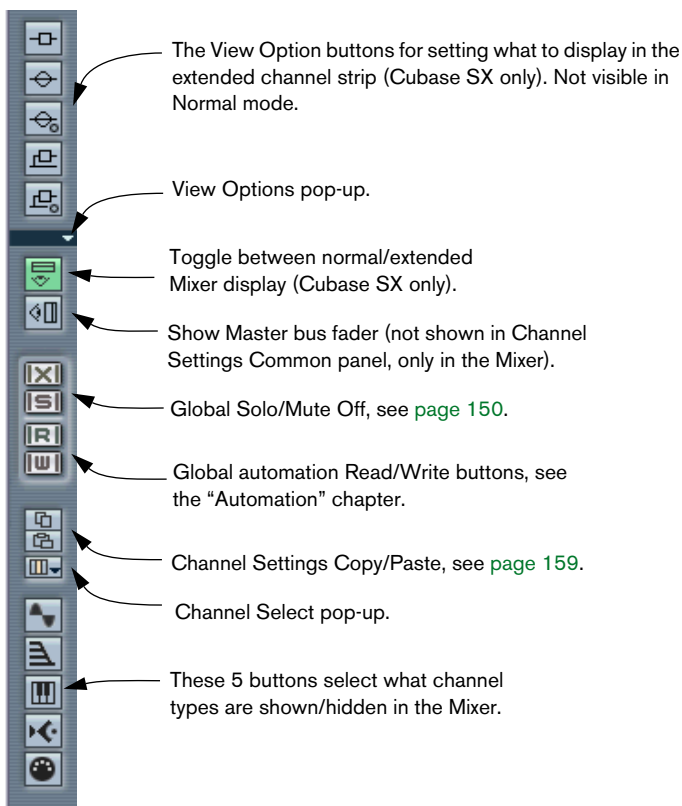 The View Option buttons for setting what to display in the
extended channel strip (Cubase SX only). Not visible in
Normal mode.
View Options pop-up.
Toggle between normal/extended
Mixer display (Cubase SX only).
Show Master bus fader (not shown in Channel
Settings Common panel, only in the Mixer).
X
S
Global Solo/Mute Off, see page 150.
R
W
Global automation Read/Write buttons, see
the “Automation” chapter.
Channel Settings Copy/Paste, see page 159.
Channel Select pop-up.
These 5 buttons select what channel
types are shown/hidden in the Mixer.